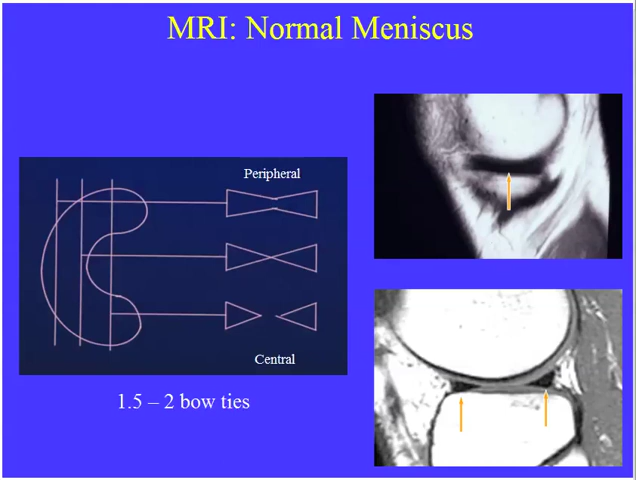 MRI: Normal Meniscus
Peripheral
Central
1.5 – 2 bow ties